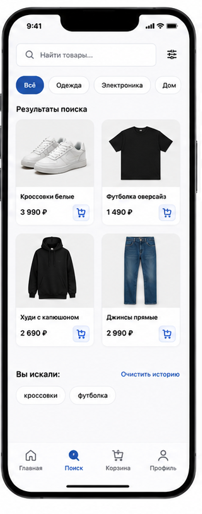 9:41
Найти товары...
Всё Одежда Электроника Дом
Результаты поиска
Кроссовки белые Футболка оверсайз
3 990 ₽ 1 490 ₽
Худи с капюшоном Джинсы прямые
2 690 ₽ 2 990 ₽
Вы искали: Очистить историю
кроссовки футболка
Главная Поиск Корзина Профиль